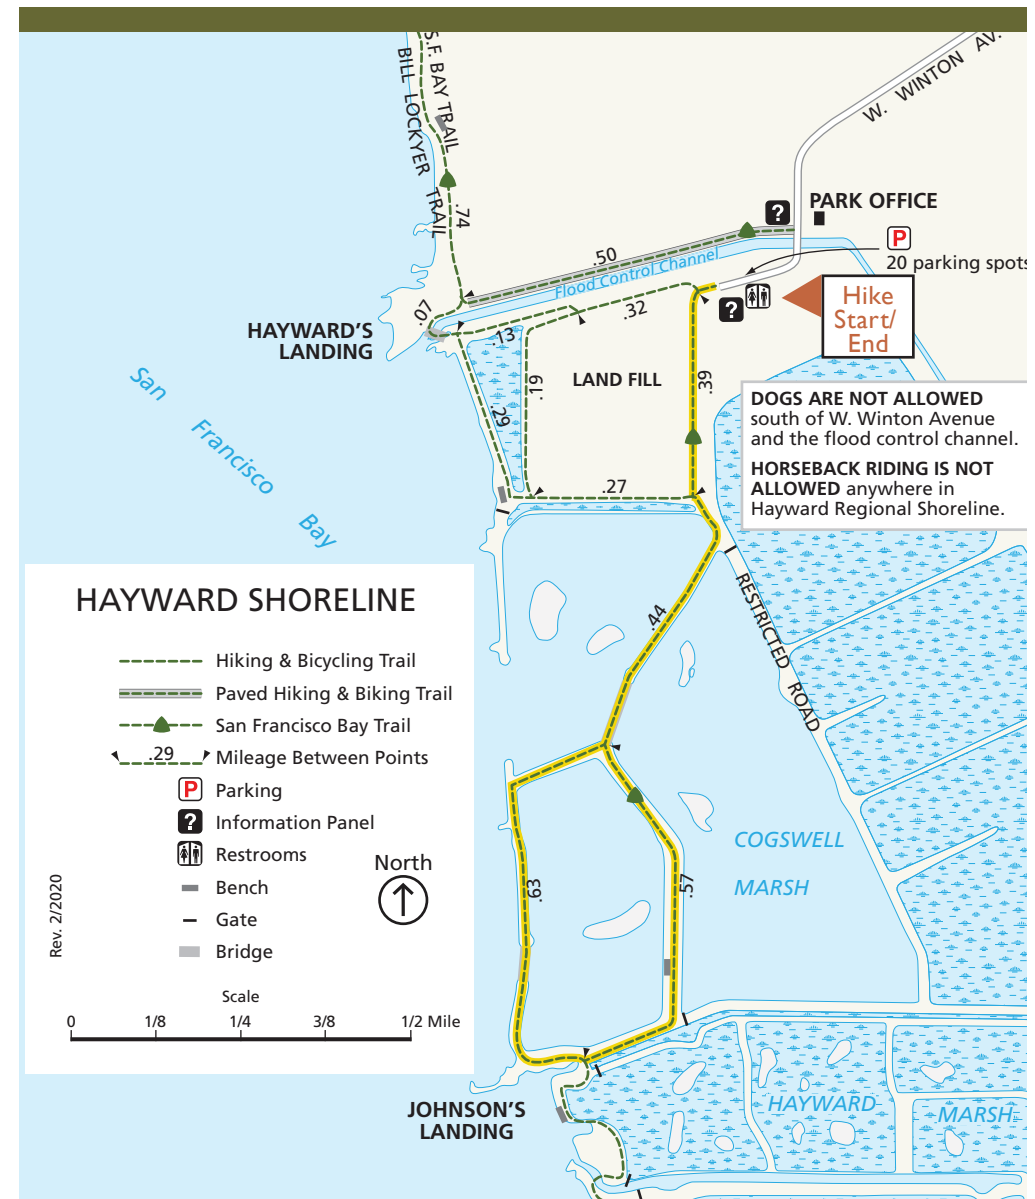 S.F. BAY TRAIL
BILL LOCKYER TRAIL
W. WINTON AV.
?
PARK OFFICE
P
20 parking spots
.74
.50
Flood Control Channel
Hike
Start/
End
?
.07
HAYWARD'S
LANDING
.13
.32
LAND FILL
.19
.39
.29
.27
San
Francisco
Bay
DOGS ARE NOT ALLOWED
south of W. Winton Avenue
and the flood control channel.
HORSEBACK RIDING IS NOT
ALLOWED anywhere in
Hayward Regional Shoreline.
RESTRICTED ROAD
.44
HAYWARD SHORELINE
Hiking & Bicycling Trail
Paved Hiking & Biking Trail
San Francisco Bay Trail
.29 Mileage Between Points
P Parking
? Information Panel
Restrooms
Bench
Gate
Bridge
North
Rev. 2/2020
Scale
0 1/8 1/4 3/8 1/2 Mile
.63
.57
COGSWELL
MARSH
JOHNSON'S
LANDING
HAYWARD MARSH